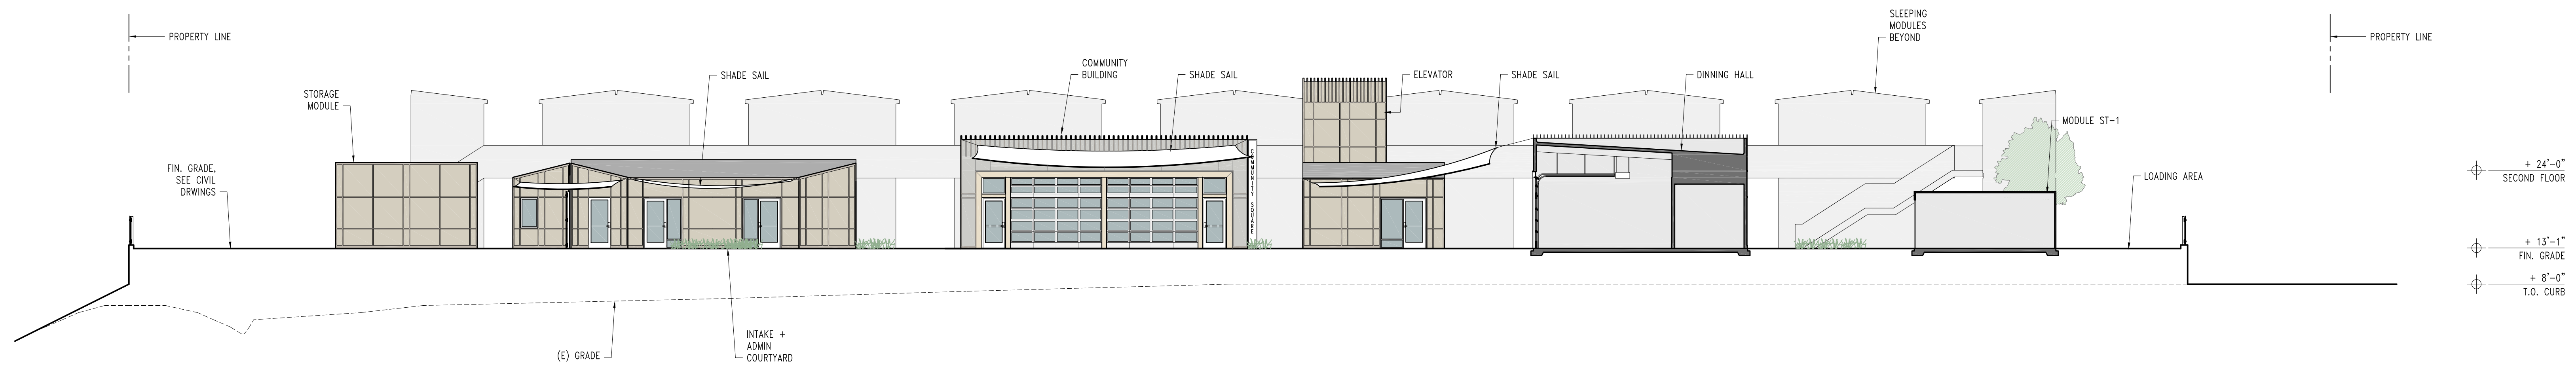 PROPERTY LINE
SLEEPING
MODULES
BEYOND
PROPERTY LINE
STORAGE
MODULE
SHADE SAIL
COMMUNITY
BUILDING
SHADE SAIL
ELEVATOR
SHADE SAIL
DINNING HALL
MODULE ST-1
FIN. GRADE,
SEE CIVIL
DRWINGS
COMMUNITY SQUARE
LOADING AREA
+ 24'-0"
SECOND FLOOR
+ 13'-1"
FIN. GRADE
+ 8'-0"
T.O. CURB
(E) GRADE
INTAKE +
ADMIN
COURTYARD